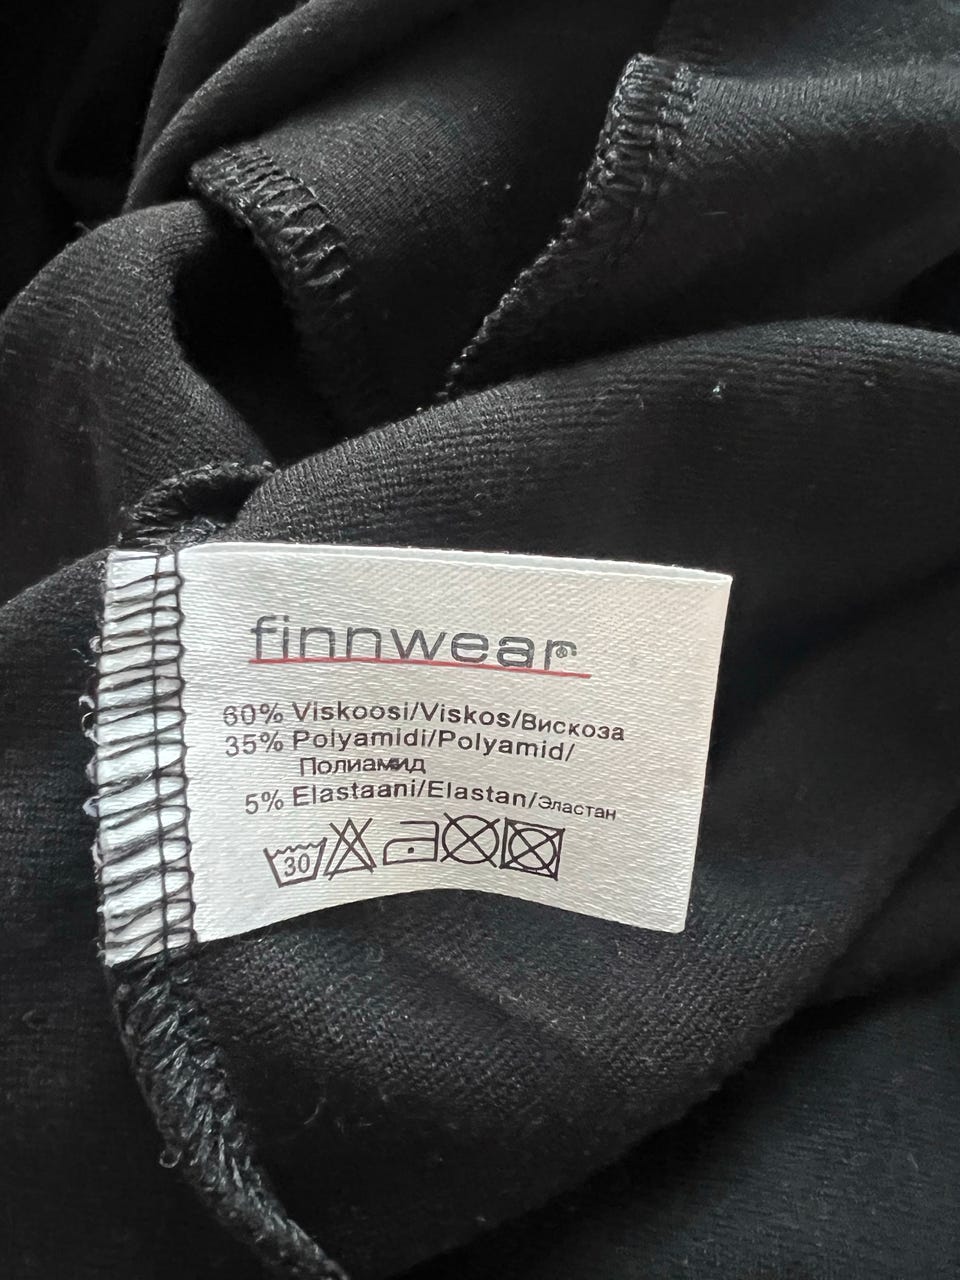 finnwear®
60% Viskoosi/Viskos/Вискоза
35% Polyamidi/Polyamid/
Полиамид
5% Elastaani/Elastan/Эластан
30